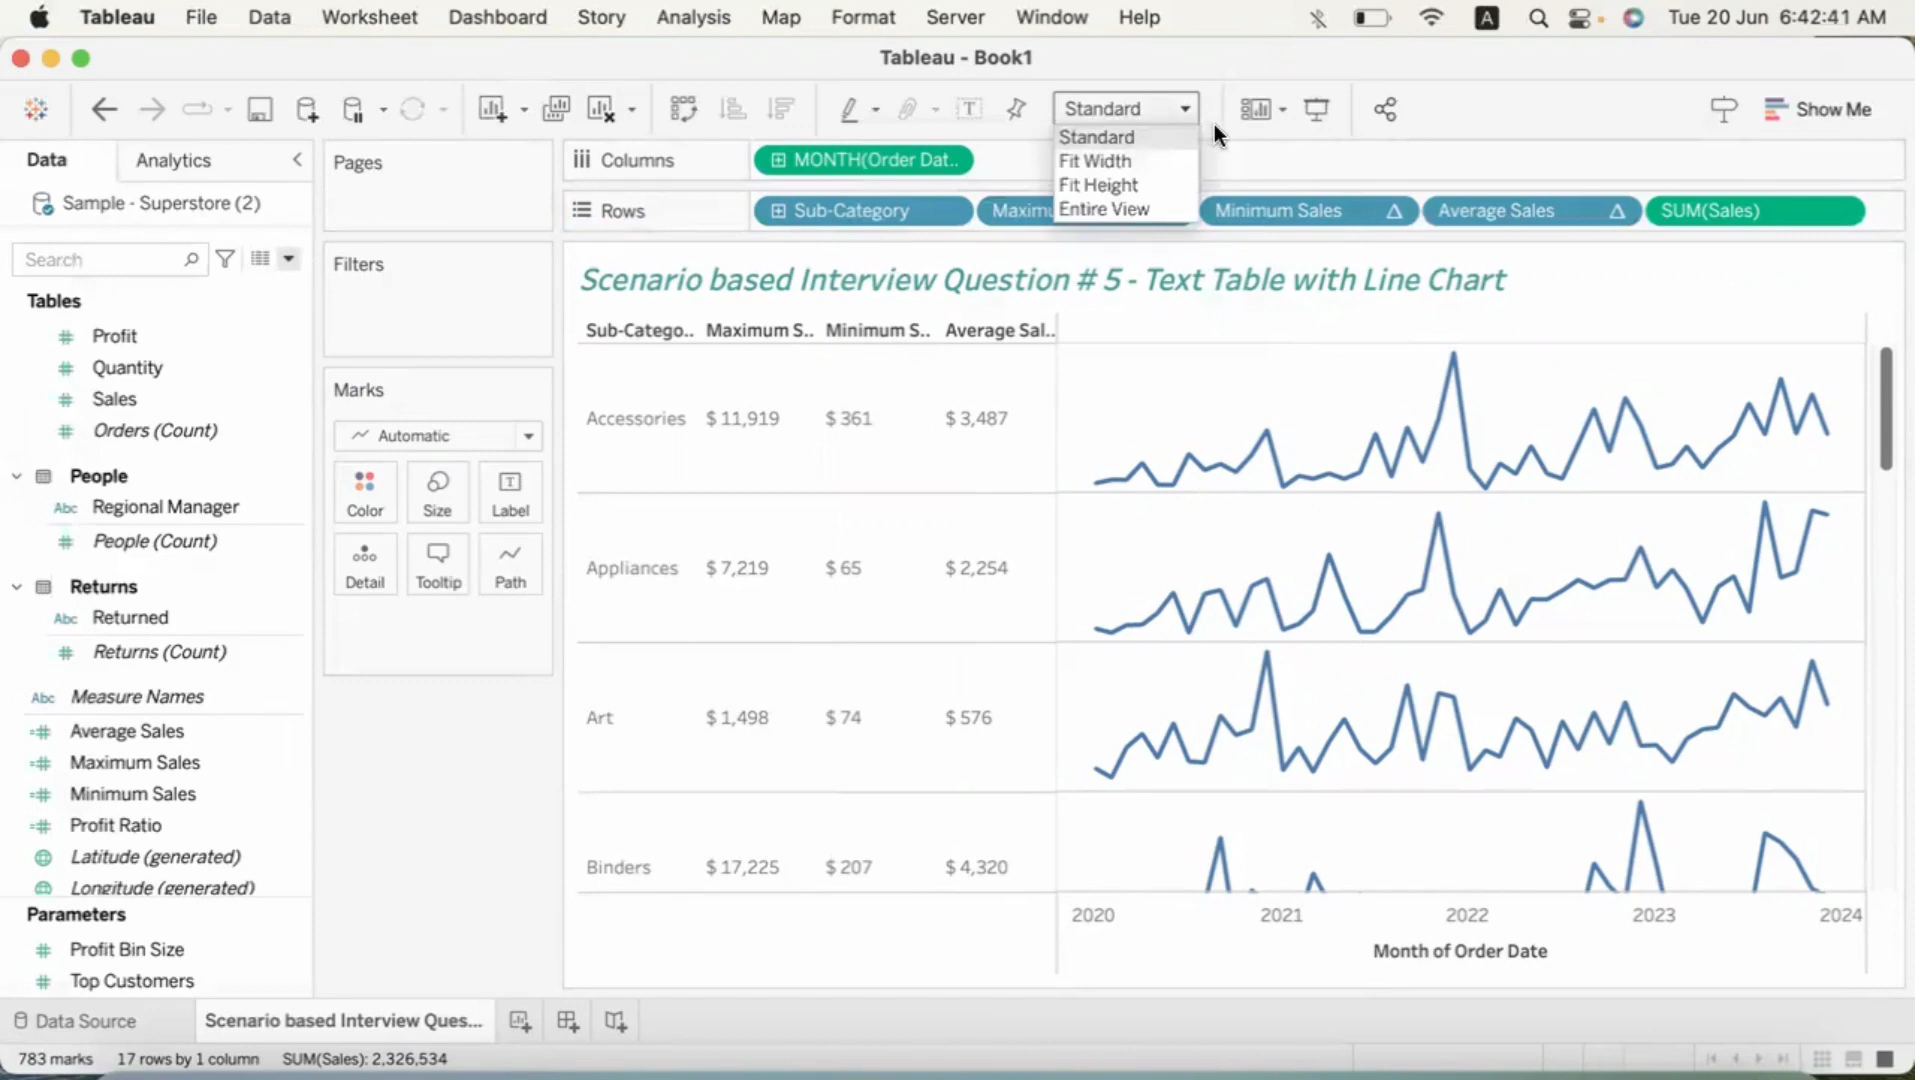 Tableau File Data Worksheet Dashboard Story Analysis Map Format Server Window Help A Tue 20 Jun 6:42:41 AM
Tableau - Book1
Standard
Show Me
Standard
Fit Width
Fit Height
Entire View
Data Analytics
Sample - Superstore (2)
Search
Tables
Profit
Quantity
Sales
Orders (Count)
People
Abc Regional Manager
People (Count)
Returns
Abc Returned
Returns (Count)
Abc Measure Names
Average Sales
Maximum Sales
Minimum Sales
Profit Ratio
Latitude (generated)
Longitude (generated)
Parameters
Profit Bin Size
Top Customers
Pages
Filters
Marks
Automatic
Color Size Label
Detail Tooltip Path
Columns MONTH(Order Dat..
Rows Sub-Category Minimum Sales Average Sales SUM(Sales)
Scenario based Interview Question # 5 - Text Table with Line Chart
Sub-Catego.. Maximum S.. Minimum S.. Average Sal..
Accessories $ 11,919 $ 361 $ 3,487
Appliances $ 7,219 $ 65 $ 2,254
Art $ 1,498 $ 74 $ 576
Binders $ 17,225 $ 207 $ 4,320
2020 2021 2022 2023 2024
Month of Order Date
Data Source Scenario based Interview Ques...
783 marks 17 rows by 1 column SUM(Sales): 2,326,534